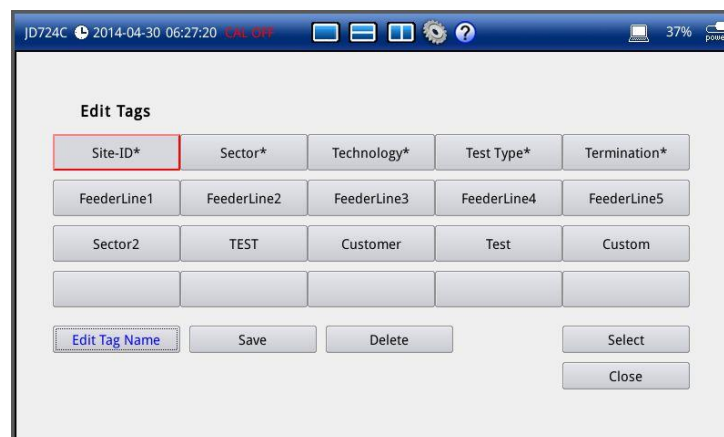 JD724C 2014-04-30 06:27:20 CAL OFF ? 37%
Edit Tags
Site-ID* Sector* Technology* Test Type* Termination*
FeederLine1 FeederLine2 FeederLine3 FeederLine4 FeederLine5
Sector2 TEST Customer Test Custom
Edit Tag Name Save Delete Select
Close